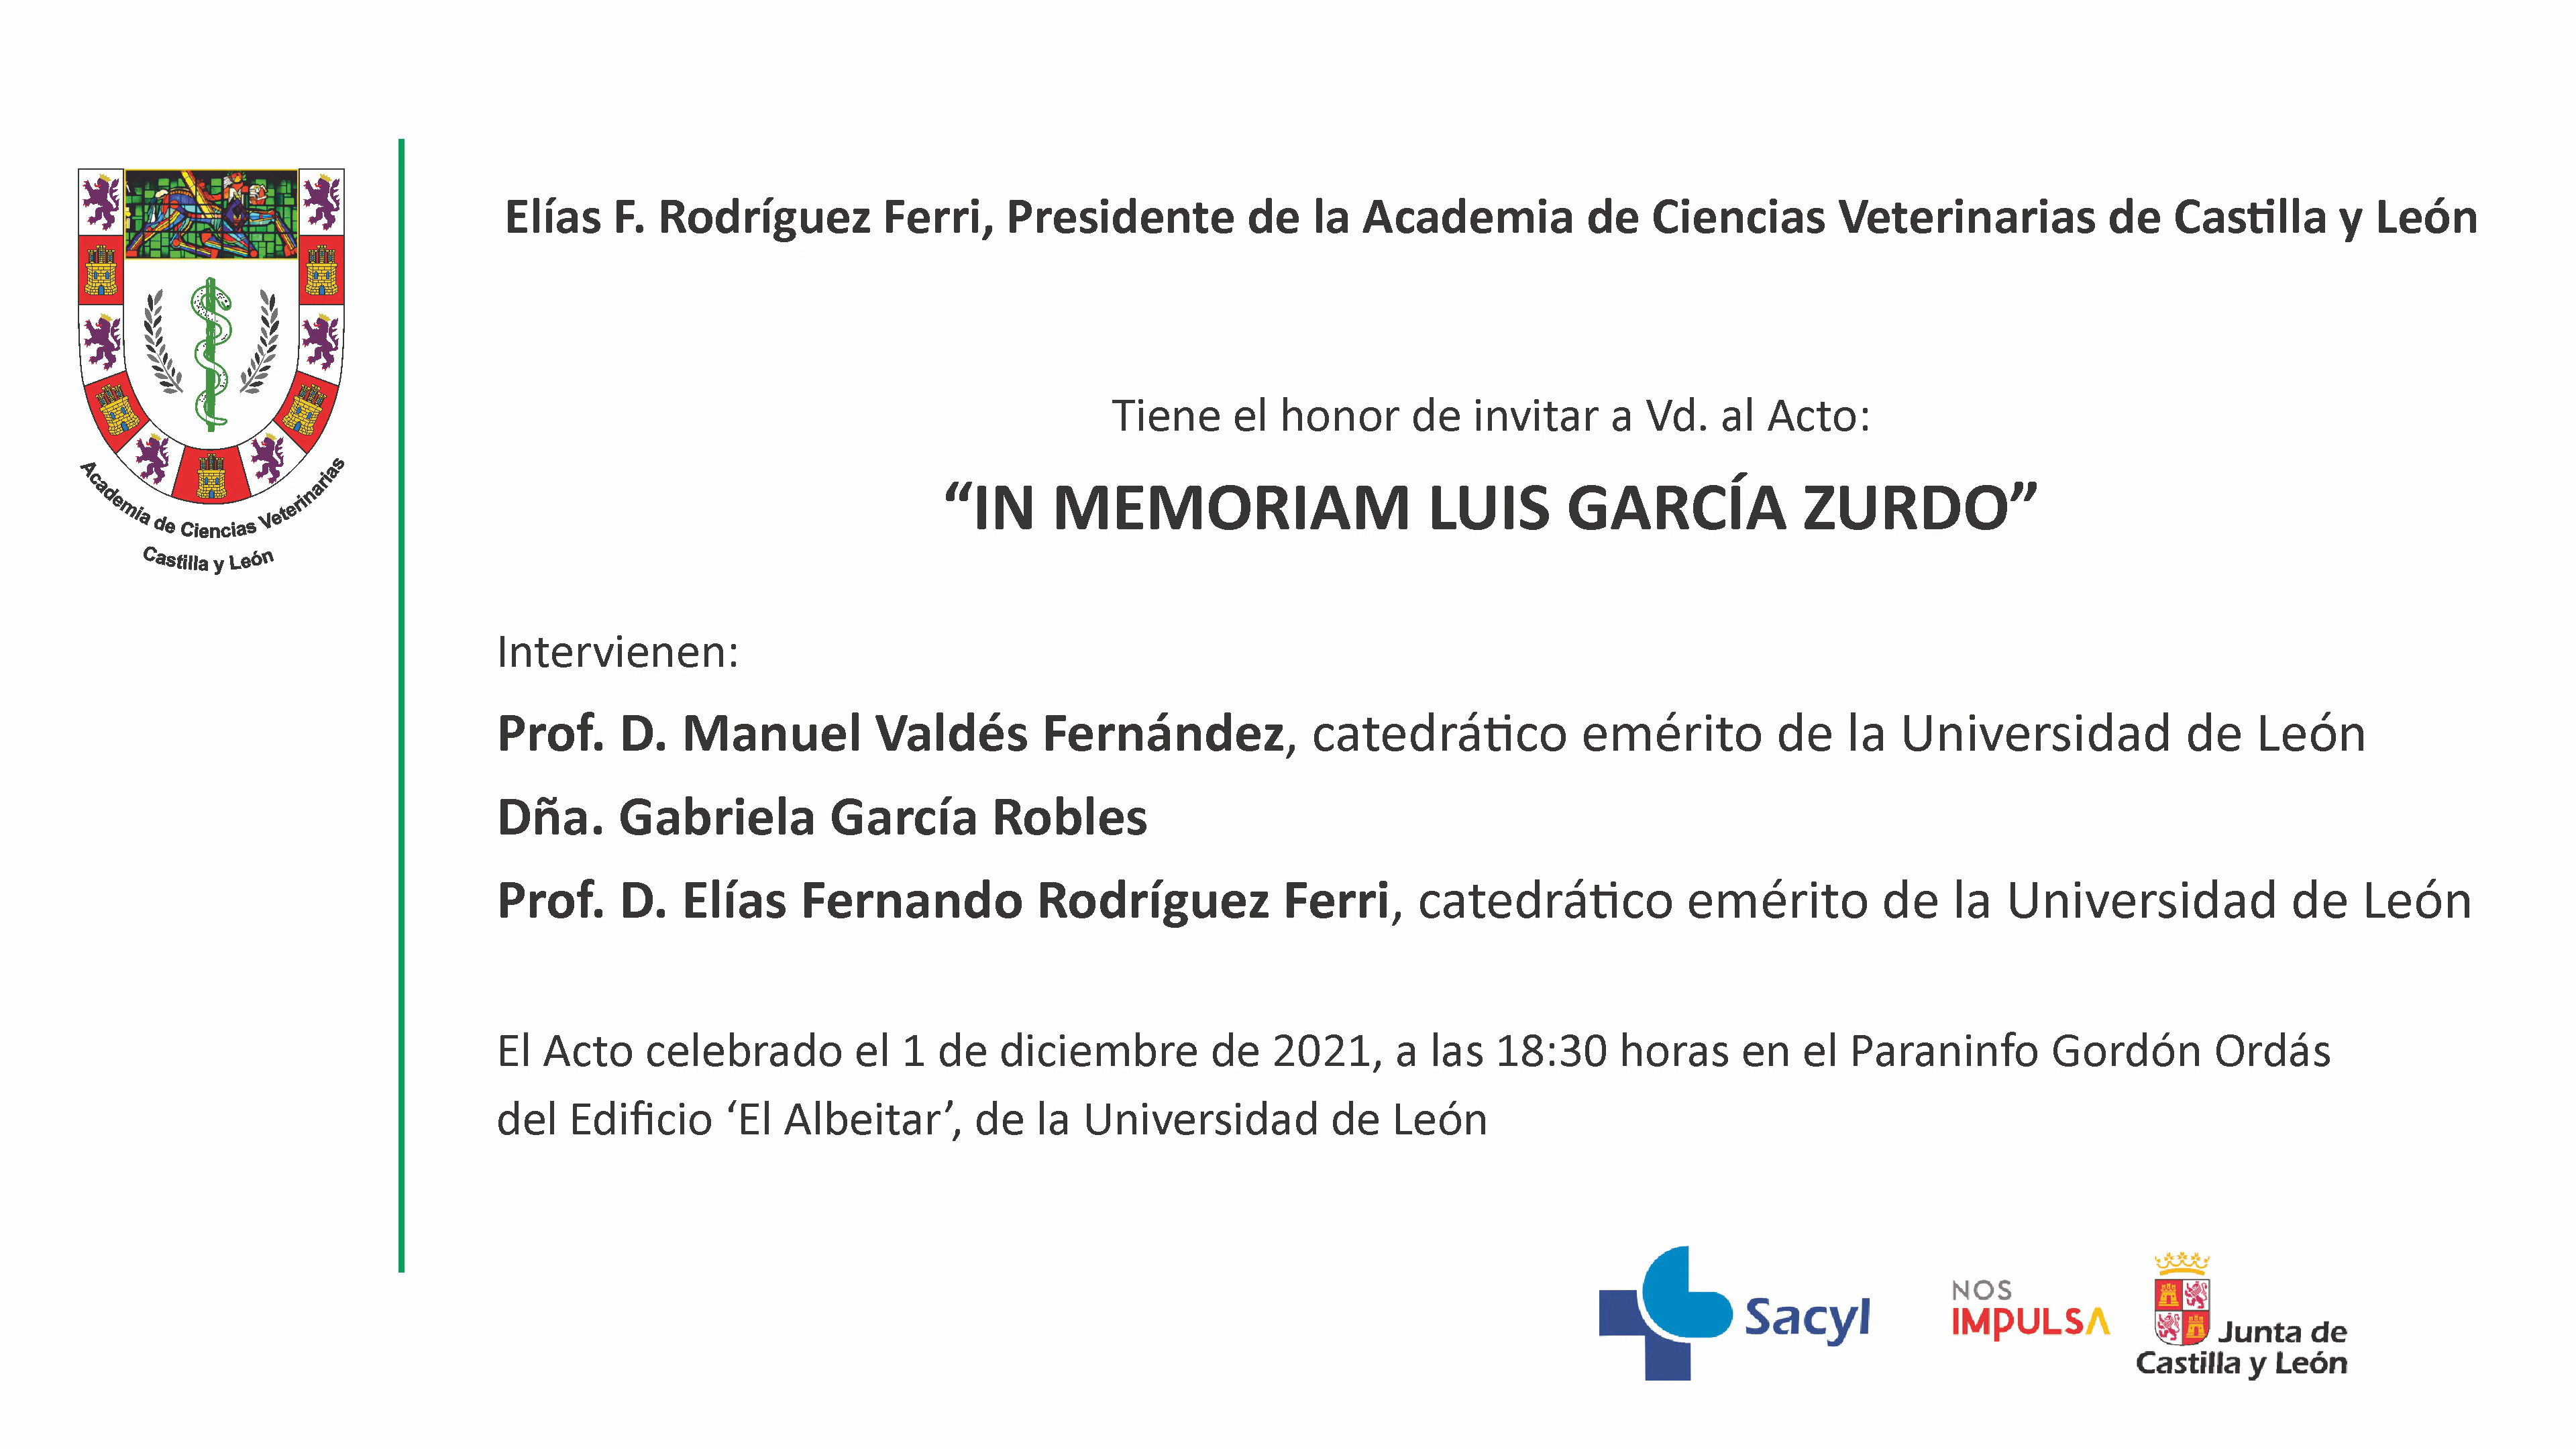 Elías F. Rodríguez Ferri, Presidente de la Academia de Ciencias Veterinarias de Castilla y León
Academia de Ciencias Veterinarias
Castilla y León
Tiene el honor de invitar a Vd. al Acto:
“IN MEMORIAM LUIS GARCÍA ZURDO”
Intervienen:
Prof. D. Manuel Valdés Fernández, catedrático emérito de la Universidad de León
Dña. Gabriela García Robles
Prof. D. Elías Fernando Rodríguez Ferri, catedrático emérito de la Universidad de León
El Acto celebrado el 1 de diciembre de 2021, a las 18:30 horas en el Paraninfo Gordón Ordás
del Edificio ‘El Albeitar’, de la Universidad de León
Sacyl
NOS
IMPULSA
Junta de
Castilla y León